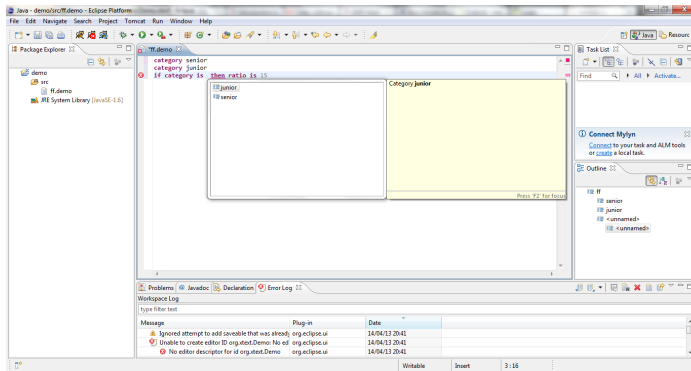 Java - demo/src/ff.demo - Eclipse Platform
File Edit Navigate Search Project Tomcat Run Window Help
Java Resourc
Package Explorer
*ff.demo
Task List
demo
src
ff.demo
JRE System Library [JavaSE-1.6]
category senior
category junior
if category is then ratio is 15
junior
senior
Category junior
Press 'F2' for focus
Find All Activate...
Connect Mylyn
Connect to your task and ALM tools
or create a local task.
Outline
ff
senior
junior
<unnamed>
<unnamed>
Problems @ Javadoc Declaration Error Log
Workspace Log
type filter text
Message Plug-in Date
Ignored attempt to add saveable that was already org.eclipse.ui 14/04/13 20:41
Unable to create editor ID org.xtext.Demo: No ed org.eclipse.ui 14/04/13 20:41
No editor descriptor for id org.xtext.Demo org.eclipse.ui 14/04/13 20:41
Writable Insert 3 : 16